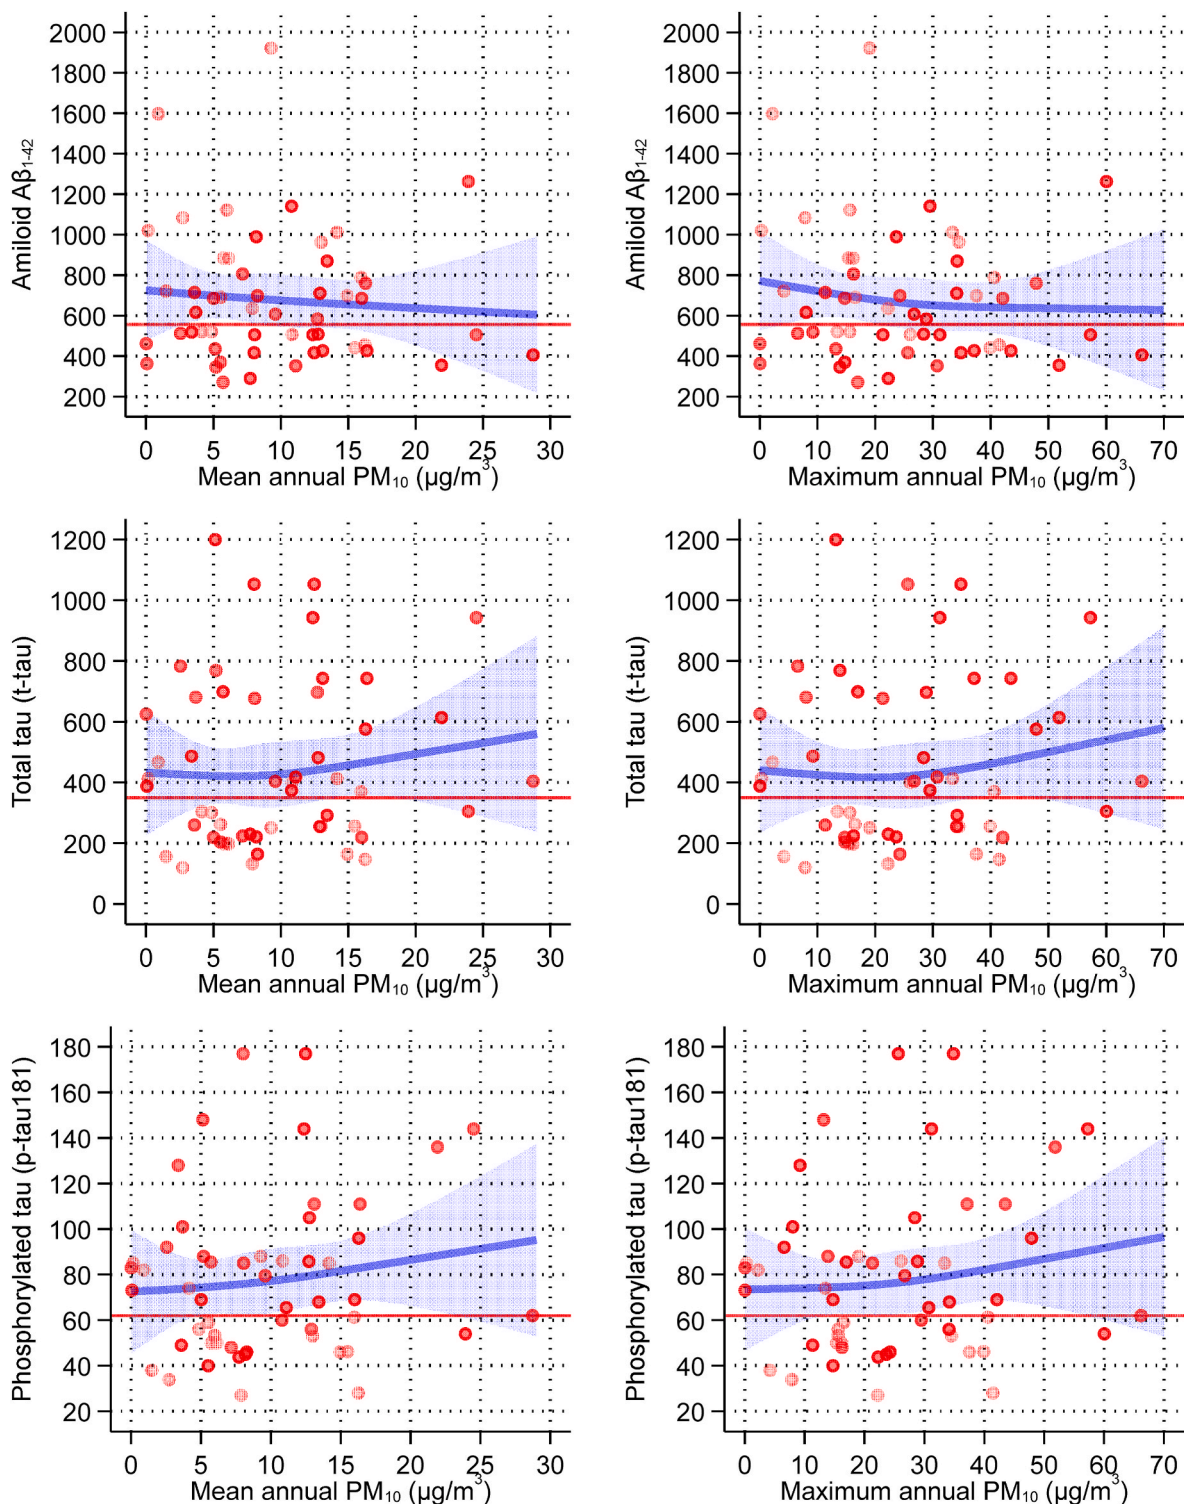 2000
1800
1600
1400
1200
1000
800
600
400
200
Amiloid Aβ₁₋₄₂
0 5 10 15 20 25 30
Mean annual PM₁₀ (µg/m³)
2000
1800
1600
1400
1200
1000
800
600
400
200
Amiloid Aβ₁₋₄₂
0 10 20 30 40 50 60 70
Maximum annual PM₁₀ (µg/m³)
1200
1000
800
600
400
200
0
Total tau (t-tau)
0 5 10 15 20 25 30
Mean annual PM₁₀ (µg/m³)
1200
1000
800
600
400
200
0
Total tau (t-tau)
0 10 20 30 40 50 60 70
Maximum annual PM₁₀ (µg/m³)
180
160
140
120
100
80
60
40
20
Phosphorylated tau (p-tau181)
0 5 10 15 20 25 30
Mean annual PM₁₀ (µg/m³)
180
160
140
120
100
80
60
40
20
Phosphorylated tau (p-tau181)
0 10 20 30 40 50 60 70
Maximum annual PM₁₀ (µg/m³)